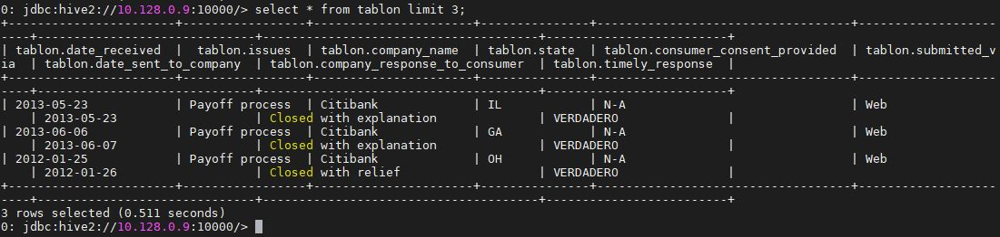 0: jdbc:hive2://10.128.0.9:10000/> select * from tablon limit 3;
+-----------------------+------------------+----------------------+---------------+-----------------------------------+--------------------
----+------------------------------+--------------------------------------+-------------------------+
| tablon.date_received  |  tablon.issues  | tablon.company_name  | tablon.state  | tablon.consumer_consent_provided  | tablon.submitted_v
ia  | tablon.date_sent_to_company  | tablon.company_response_to_consumer  | tablon.timely_response  |
+-----------------------+------------------+----------------------+---------------+-----------------------------------+--------------------
----+------------------------------+--------------------------------------+-------------------------+
| 2013-05-23            | Payoff process  | Citibank             | IL            | N-A                               | Web
    | 2013-05-23                   | Closed with explanation              | VERDADERO               |
| 2013-06-06            | Payoff process  | Citibank             | GA            | N-A                               | Web
    | 2013-06-07                   | Closed with explanation              | VERDADERO               |
| 2012-01-25            | Payoff process  | Citibank             | OH            | N-A                               | Web
    | 2012-01-26                   | Closed with relief                   | VERDADERO               |
+-----------------------+------------------+----------------------+---------------+-----------------------------------+--------------------
----+------------------------------+--------------------------------------+-------------------------+
3 rows selected (0.511 seconds)
0: jdbc:hive2://10.128.0.9:10000/>